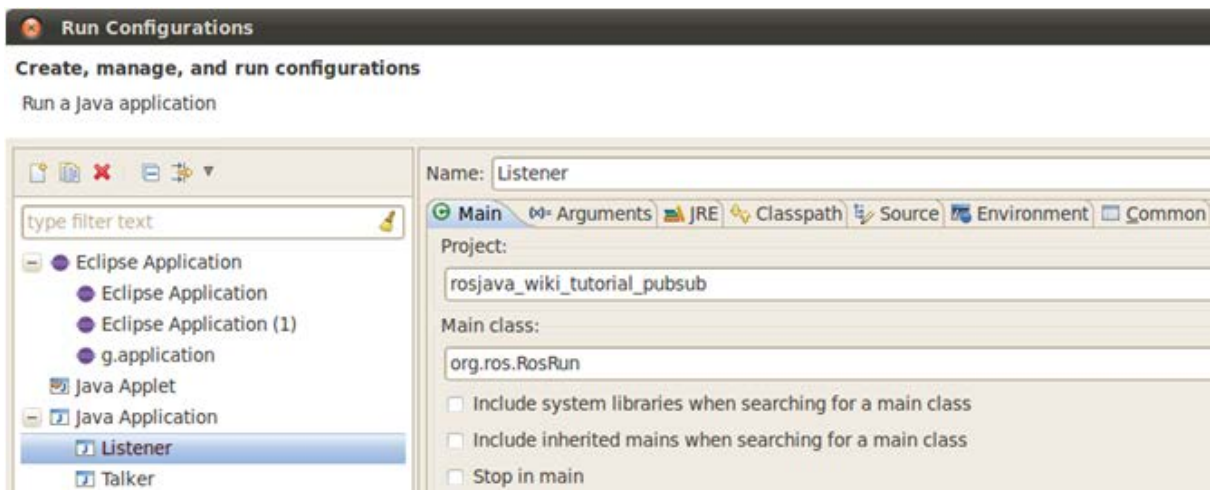 Run Configurations
Create, manage, and run configurations
Run a Java application
type filter text
Eclipse Application
Eclipse Application
Eclipse Application (1)
g.application
Java Applet
Java Application
Listener
Talker
Name: Listener
Main (x)= Arguments JRE Classpath Source Environment Common
Project:
rosjava_wiki_tutorial_pubsub
Main class:
org.ros.RosRun
Include system libraries when searching for a main class
Include inherited mains when searching for a main class
Stop in main